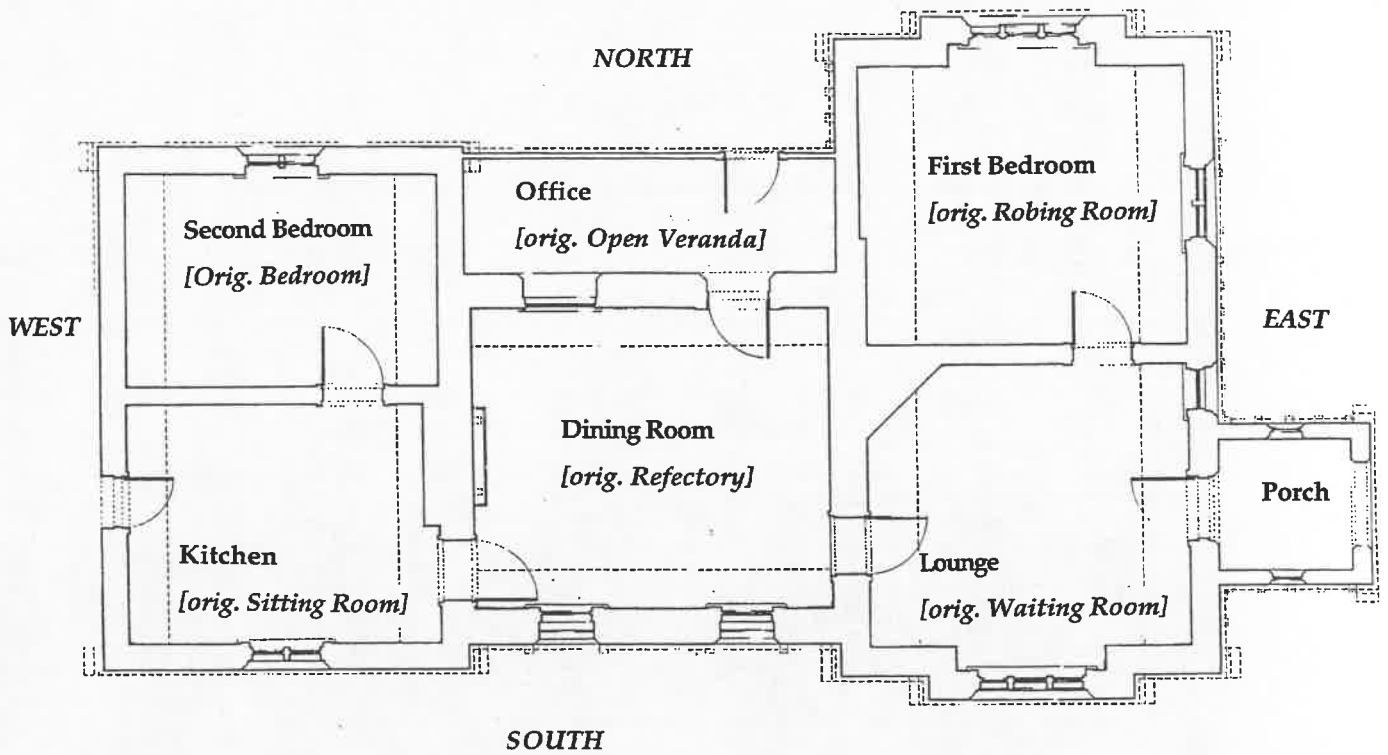 NORTH
First Bedroom
[orig. Robing Room]
Office
[orig. Open Veranda]
Second Bedroom
[Orig. Bedroom]
WEST
EAST
Dining Room
[orig. Refectory]
Porch
Kitchen
[orig. Sitting Room]
Lounge
[orig. Waiting Room]
SOUTH